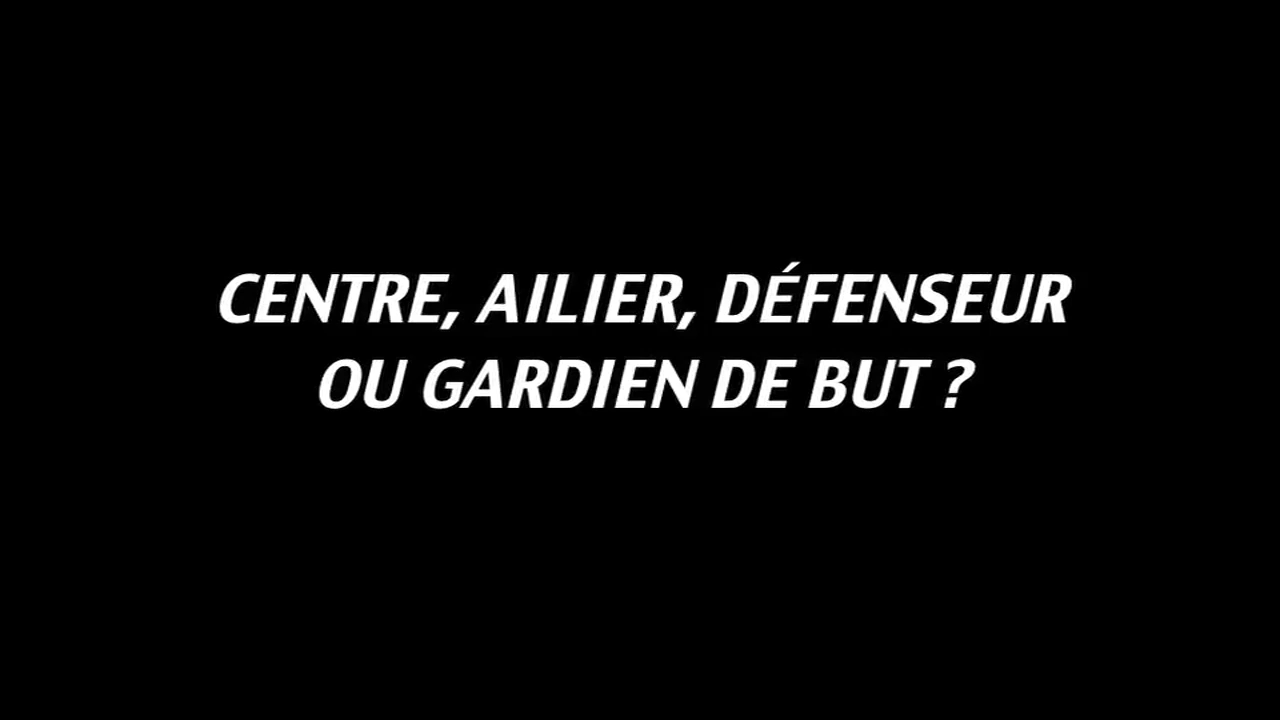 CENTRE, AILIER, DÉFENSEUR
OU GARDIEN DE BUT ?